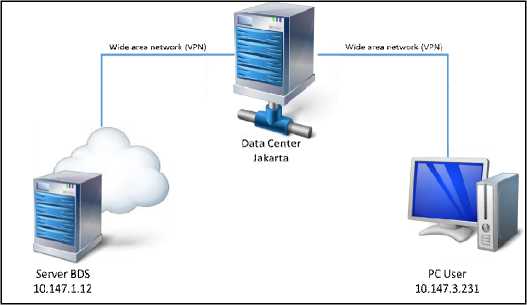 Wide area network (VPN)
Wide area network (VPN)
Data Center
Jakarta
Server BDS
10.147.1.12
PC User
10.147.3.231